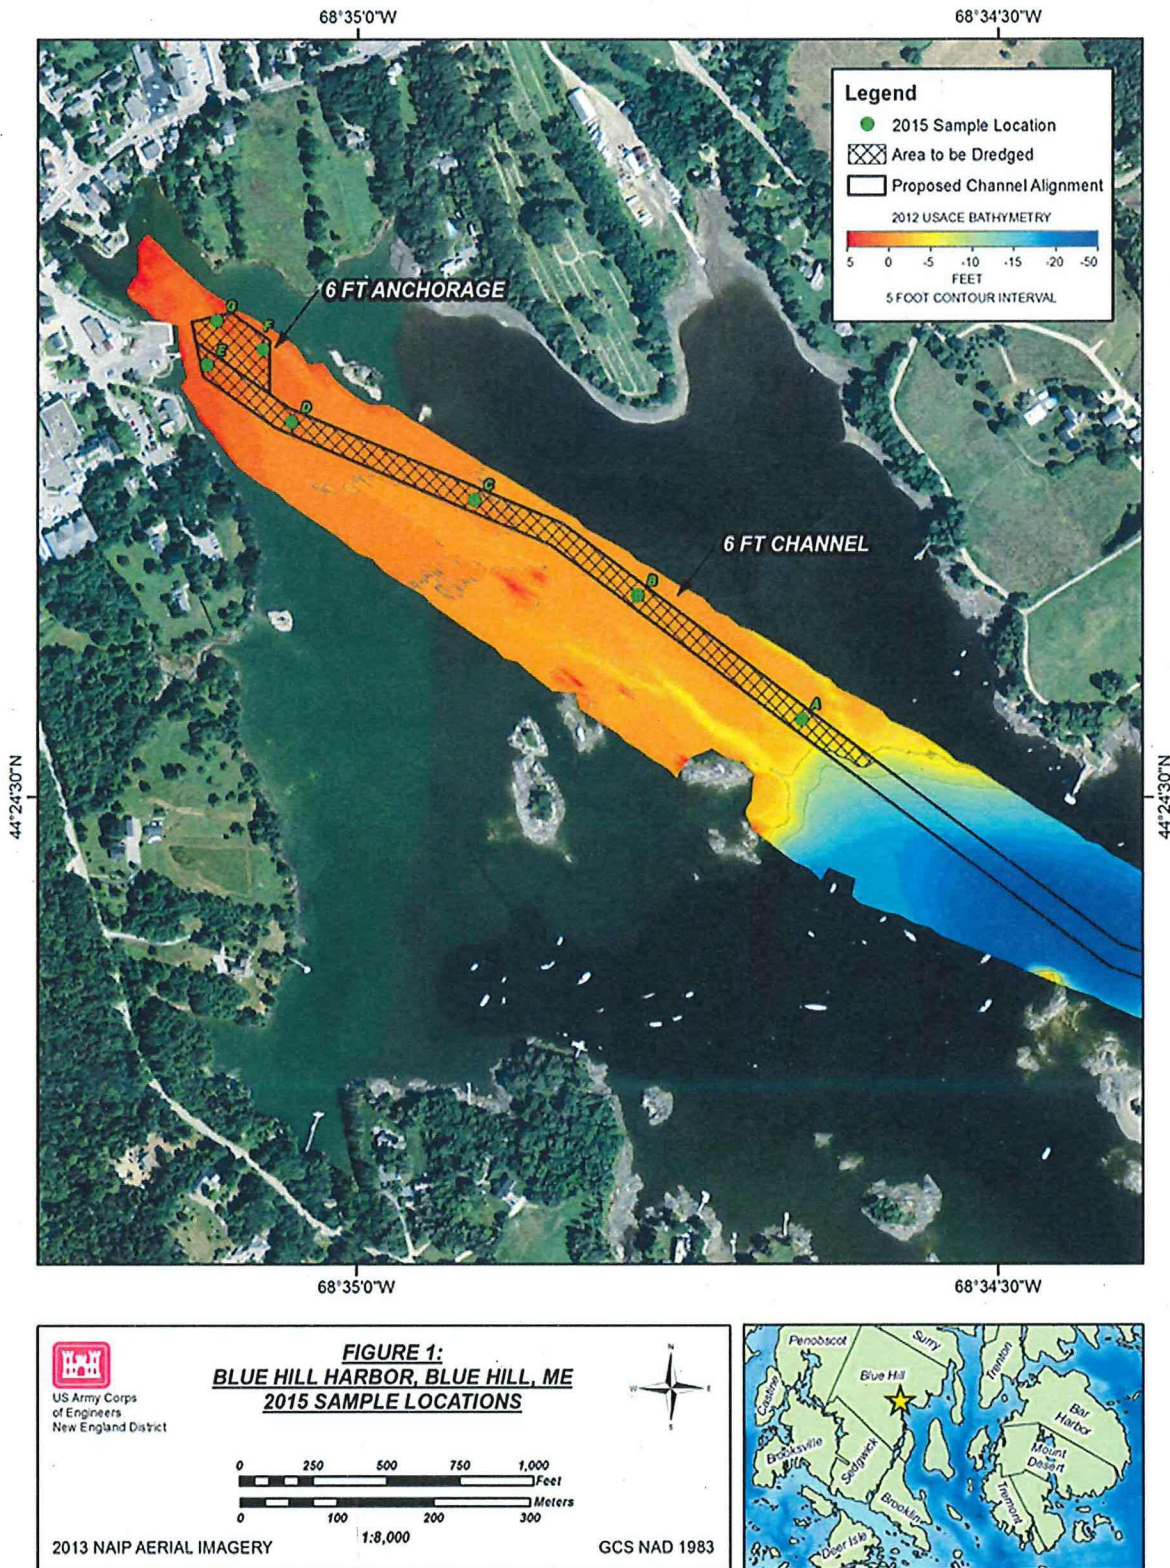 68°35'0"W
68°34'30"W
Legend
2015 Sample Location
Area to be Dredged
Proposed Channel Alignment
2012 USACE BATHYMETRY
5 0 -5 -10 -15 -20 -50
FEET
5 FOOT CONTOUR INTERVAL
6 FT ANCHORAGE
F
E
D
C
6 FT CHANNEL
B
A
44°24'30"N
44°24'30"N
68°35'0"W
68°34'30"W
US Army Corps
of Engineers
New England District
FIGURE 1:
BLUE HILL HARBOR, BLUE HILL, ME
2015 SAMPLE LOCATIONS
N
W
E
S
0 250 500 750 1,000
Feet
Meters
0 100 200 300
1:8,000
2013 NAIP AERIAL IMAGERY
GCS NAD 1983
Penobscot
Surry
Trenton
Blue Hill
Castine
Bar
Harbor
Brooksville
Sedgwick
Mount
Desert
Tremont
Brooklin
Deer Isle